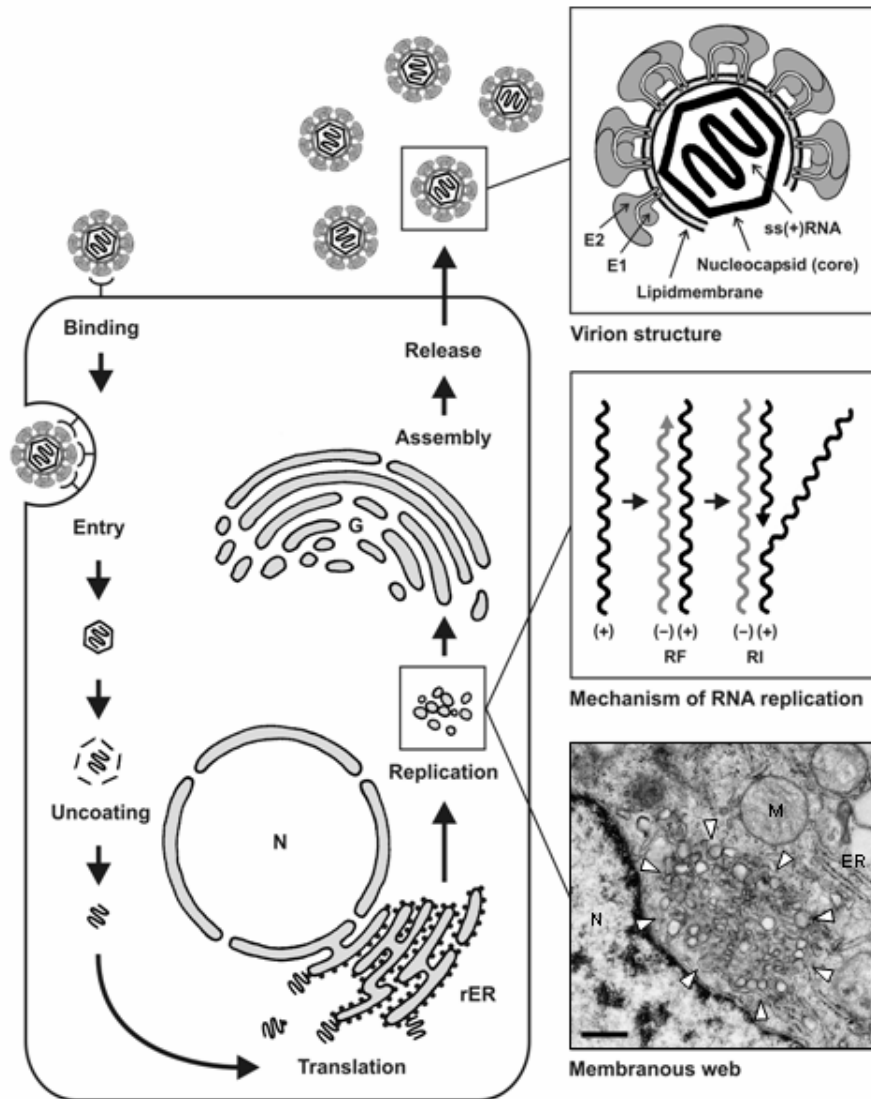 Binding
Entry
Uncoating
Translation
rER
N
Replication
G
Assembly
Release
E2
E1
ss(+)RNA
Nucleocapsid (core)
Lipidmembrane
Virion structure
(+) (−) (+) (−) (+)
RF RI
Mechanism of RNA replication
M
ER
N
Membranous web